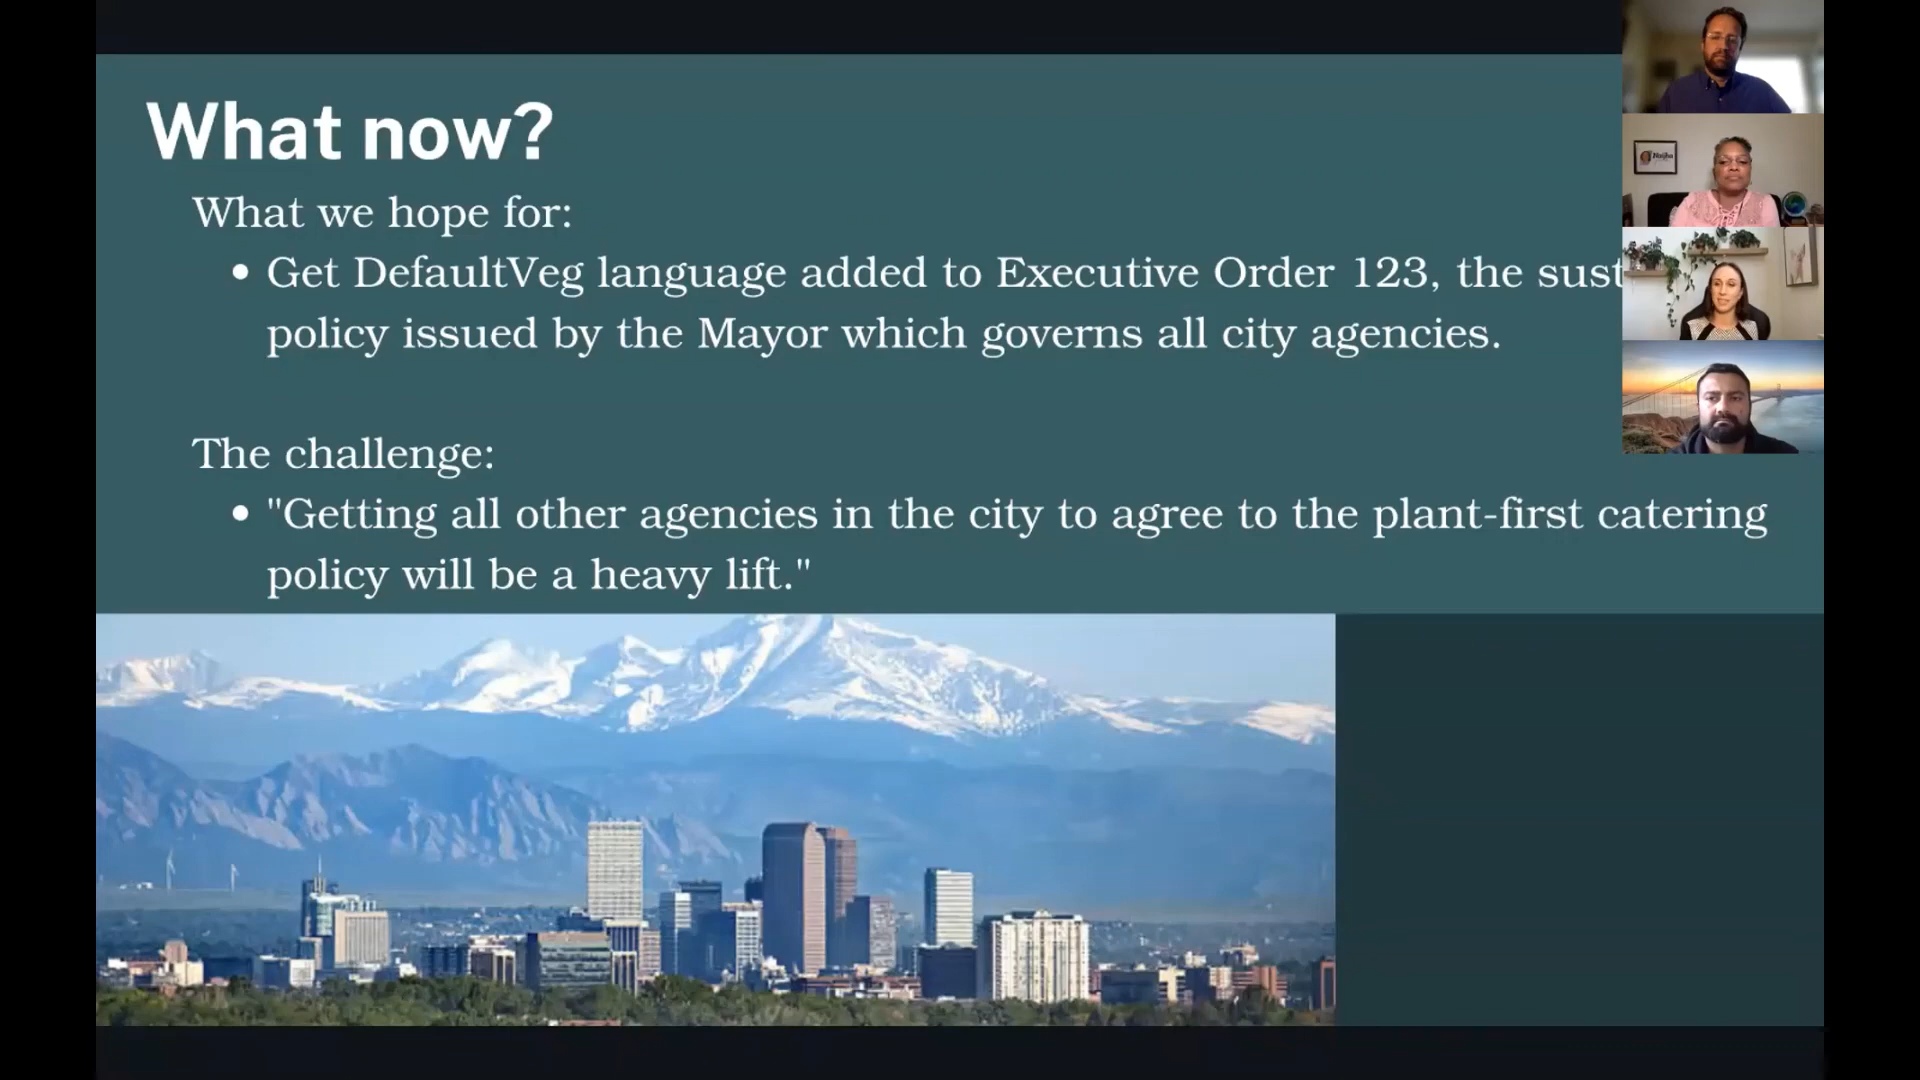 What now?
What we hope for:
• Get DefaultVeg language added to Executive Order 123, the sust
policy issued by the Mayor which governs all city agencies.
The challenge:
• "Getting all other agencies in the city to agree to the plant-first catering
policy will be a heavy lift."